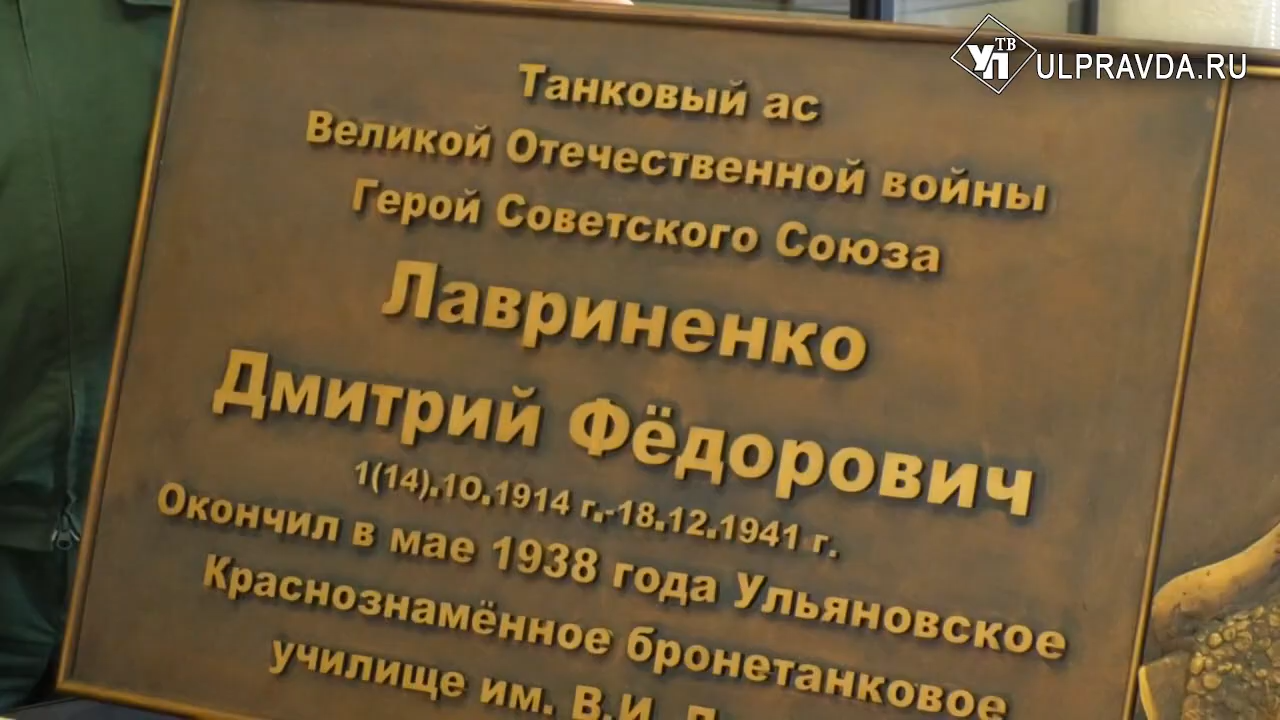 УП ТВ ULPRAVDA.RU
Танковый ас
Великой Отечественной войны
Герой Советского Союза
Лавриненко
Дмитрий Фёдорович
1(14).10.1914 г.-18.12.1941 г.
Окончил в мае 1938 года Ульяновское
Краснознамённое бронетанковое
училище им. В.И.